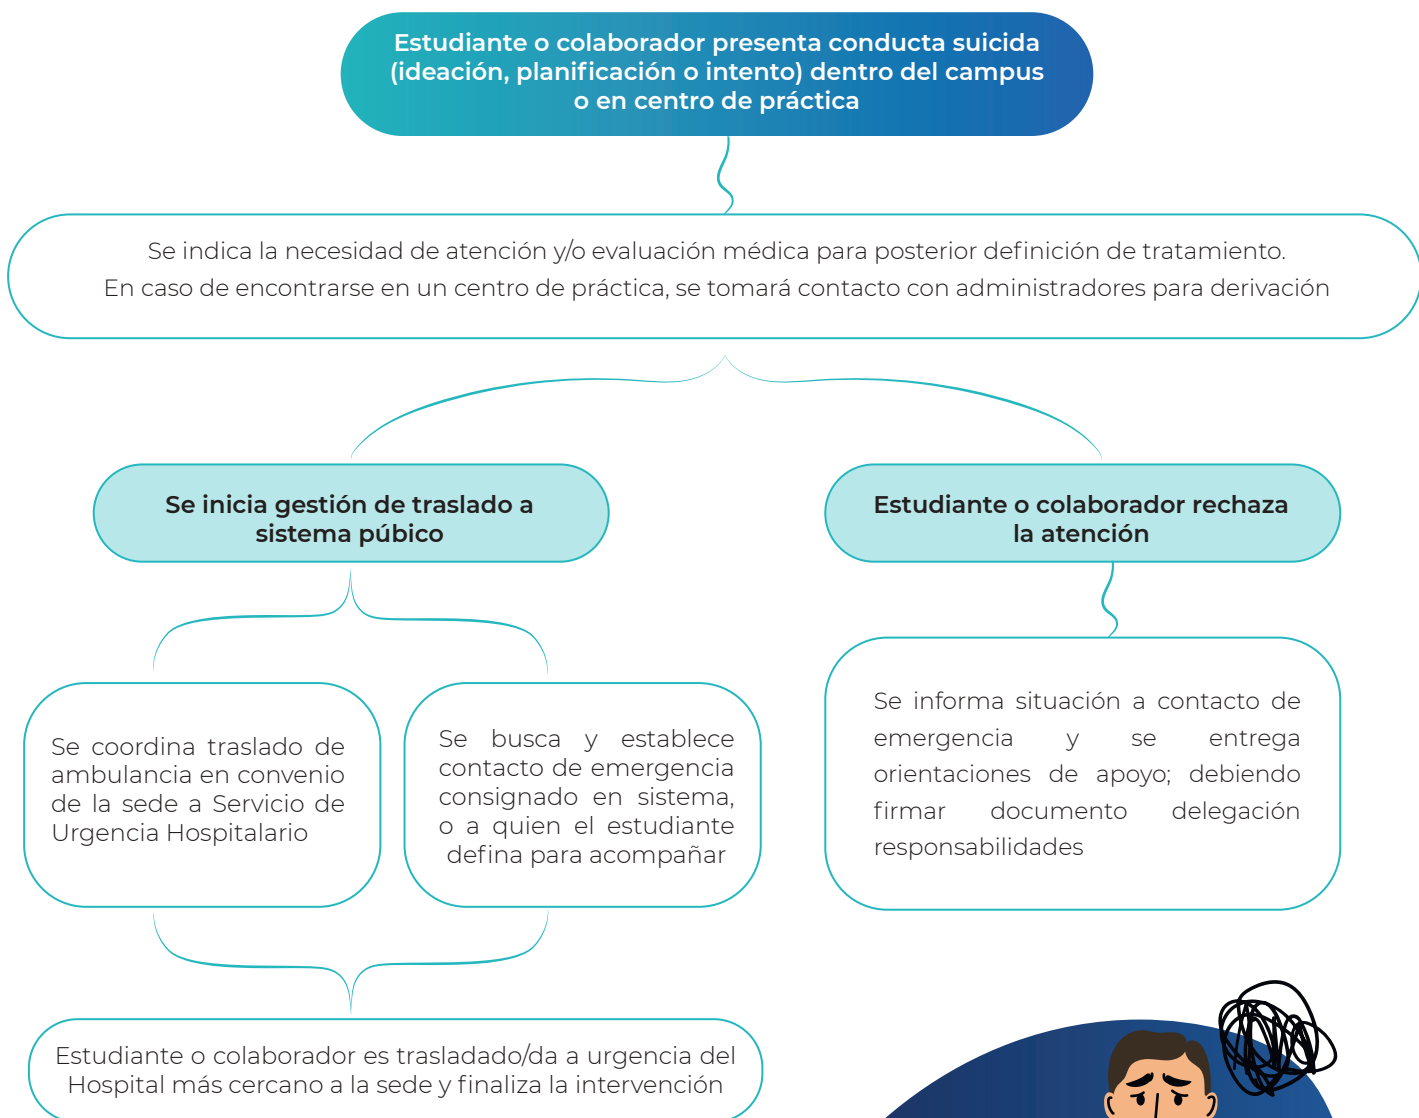 Estudiante o colaborador presenta conducta suicida
(ideación, planificación o intento) dentro del campus
o en centro de práctica
Se indica la necesidad de atención y/o evaluación médica para posterior definición de tratamiento.
En caso de encontrarse en un centro de práctica, se tomará contacto con administradores para derivación
Se inicia gestión de traslado a
sistema púbico
Estudiante o colaborador rechaza
la atención
Se coordina traslado de
ambulancia en convenio
de la sede a Servicio de
Urgencia Hospitalario
Se busca y establece
contacto de emergencia
consignado en sistema,
o a quien el estudiante
defina para acompañar
Se informa situación a contacto de
emergencia y se entrega
orientaciones de apoyo; debiendo
firmar documento delegación
responsabilidades
Estudiante o colaborador es trasladado/da a urgencia del
Hospital más cercano a la sede y finaliza la intervención